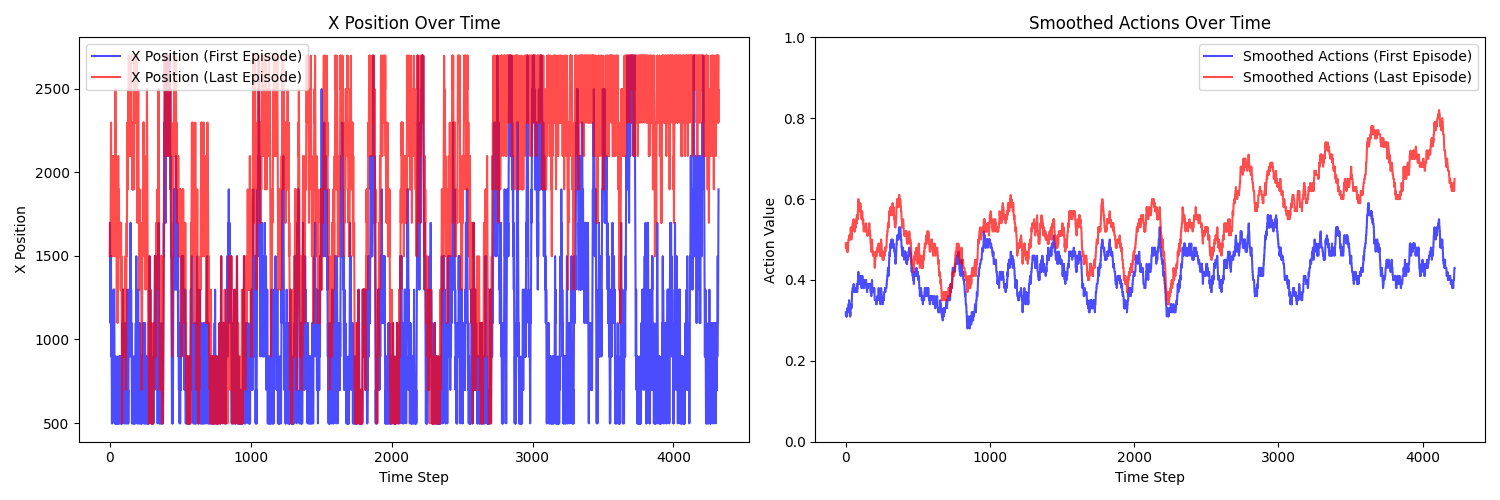 X Position Over Time
X Position (First Episode)
X Position (Last Episode)
2500
2000
1500
1000
500
X Position
0
1000
2000
3000
4000
Time Step
Smoothed Actions Over Time
Smoothed Actions (First Episode)
Smoothed Actions (Last Episode)
1.0
0.8
0.6
0.4
0.2
0.0
Action Value
0
1000
2000
3000
4000
Time Step